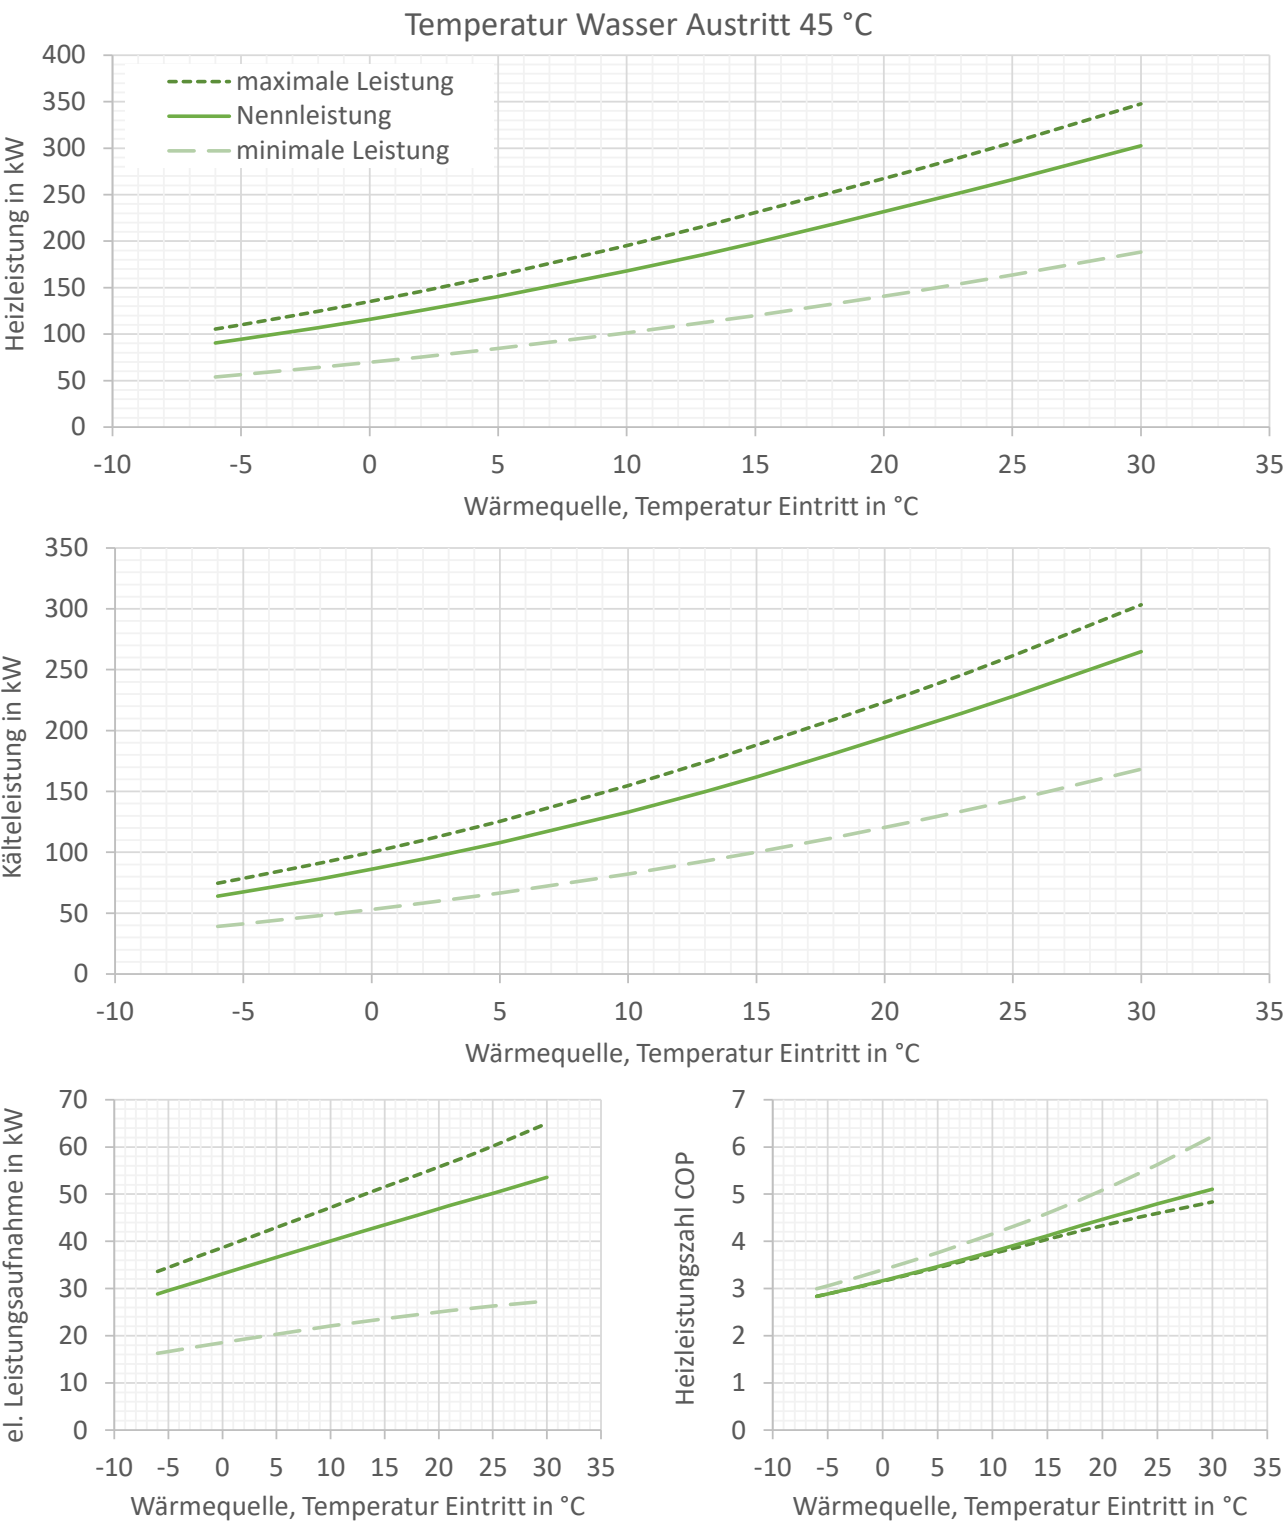 Temperatur Wasser Austritt 45 °C
400
350
300
250
200
150
100
50
0
Heizleistung in kW
maximale Leistung
Nennleistung
minimale Leistung
-10 -5 0 5 10 15 20 25 30 35
Wärmequelle, Temperatur Eintritt in °C
350
300
250
200
150
100
50
0
Kälteleistung in kW
-10 -5 0 5 10 15 20 25 30 35
Wärmequelle, Temperatur Eintritt in °C
70
60
50
40
30
20
10
0
el. Leistungsaufnahme in kW
-10 -5 0 5 10 15 20 25 30 35
Wärmequelle, Temperatur Eintritt in °C
7
6
5
4
3
2
1
0
Heizleistungszahl COP
-10 -5 0 5 10 15 20 25 30 35
Wärmequelle, Temperatur Eintritt in °C